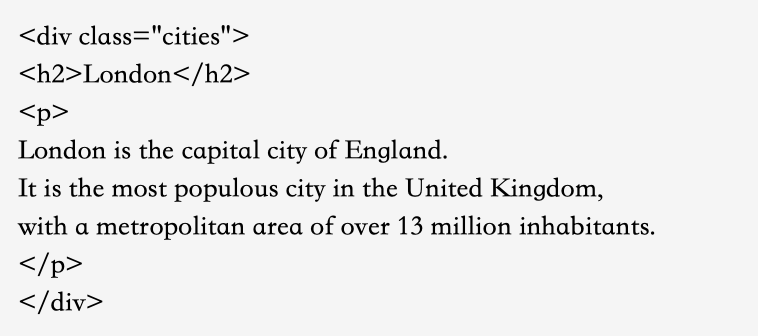 <div class="cities">
<h2>London</h2>
<p>
London is the capital city of England.
It is the most populous city in the United Kingdom,
with a metropolitan area of over 13 million inhabitants.
</p>
</div>